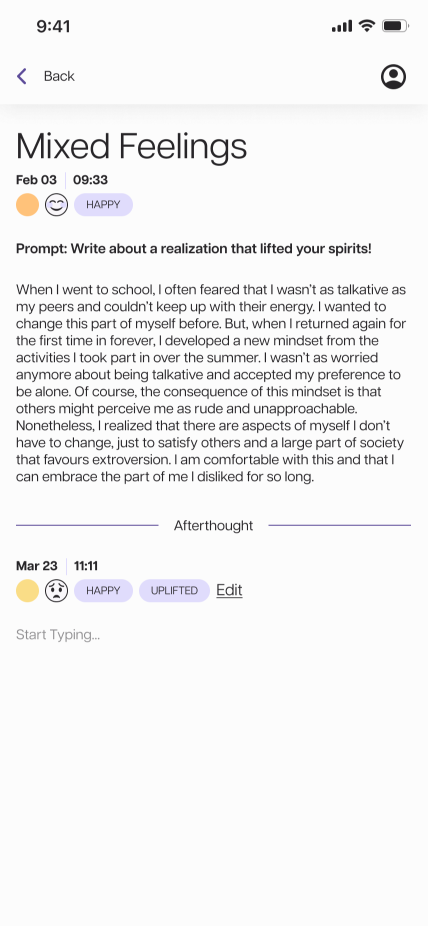 9:41
Back
Mixed Feelings
Feb 03 09:33
HAPPY
Prompt: Write about a realization that lifted your spirits!
When I went to school, I often feared that I wasn't as talkative as
my peers and couldn't keep up with their energy. I wanted to
change this part of myself before. But, when I returned again for
the first time in forever, I developed a new mindset from the
activities I took part in over the summer. I wasn't as worried
anymore about being talkative and accepted my preference to
be alone. Of course, the consequence of this mindset is that
others might perceive me as rude and unapproachable.
Nonetheless, I realized that there are aspects of myself I don't
have to change, just to satisfy others and a large part of society
that favours extroversion. I am comfortable with this and that I
can embrace the part of me I disliked for so long.
Afterthought
Mar 23 11:11
HAPPY UPLIFTED Edit
Start Typing...